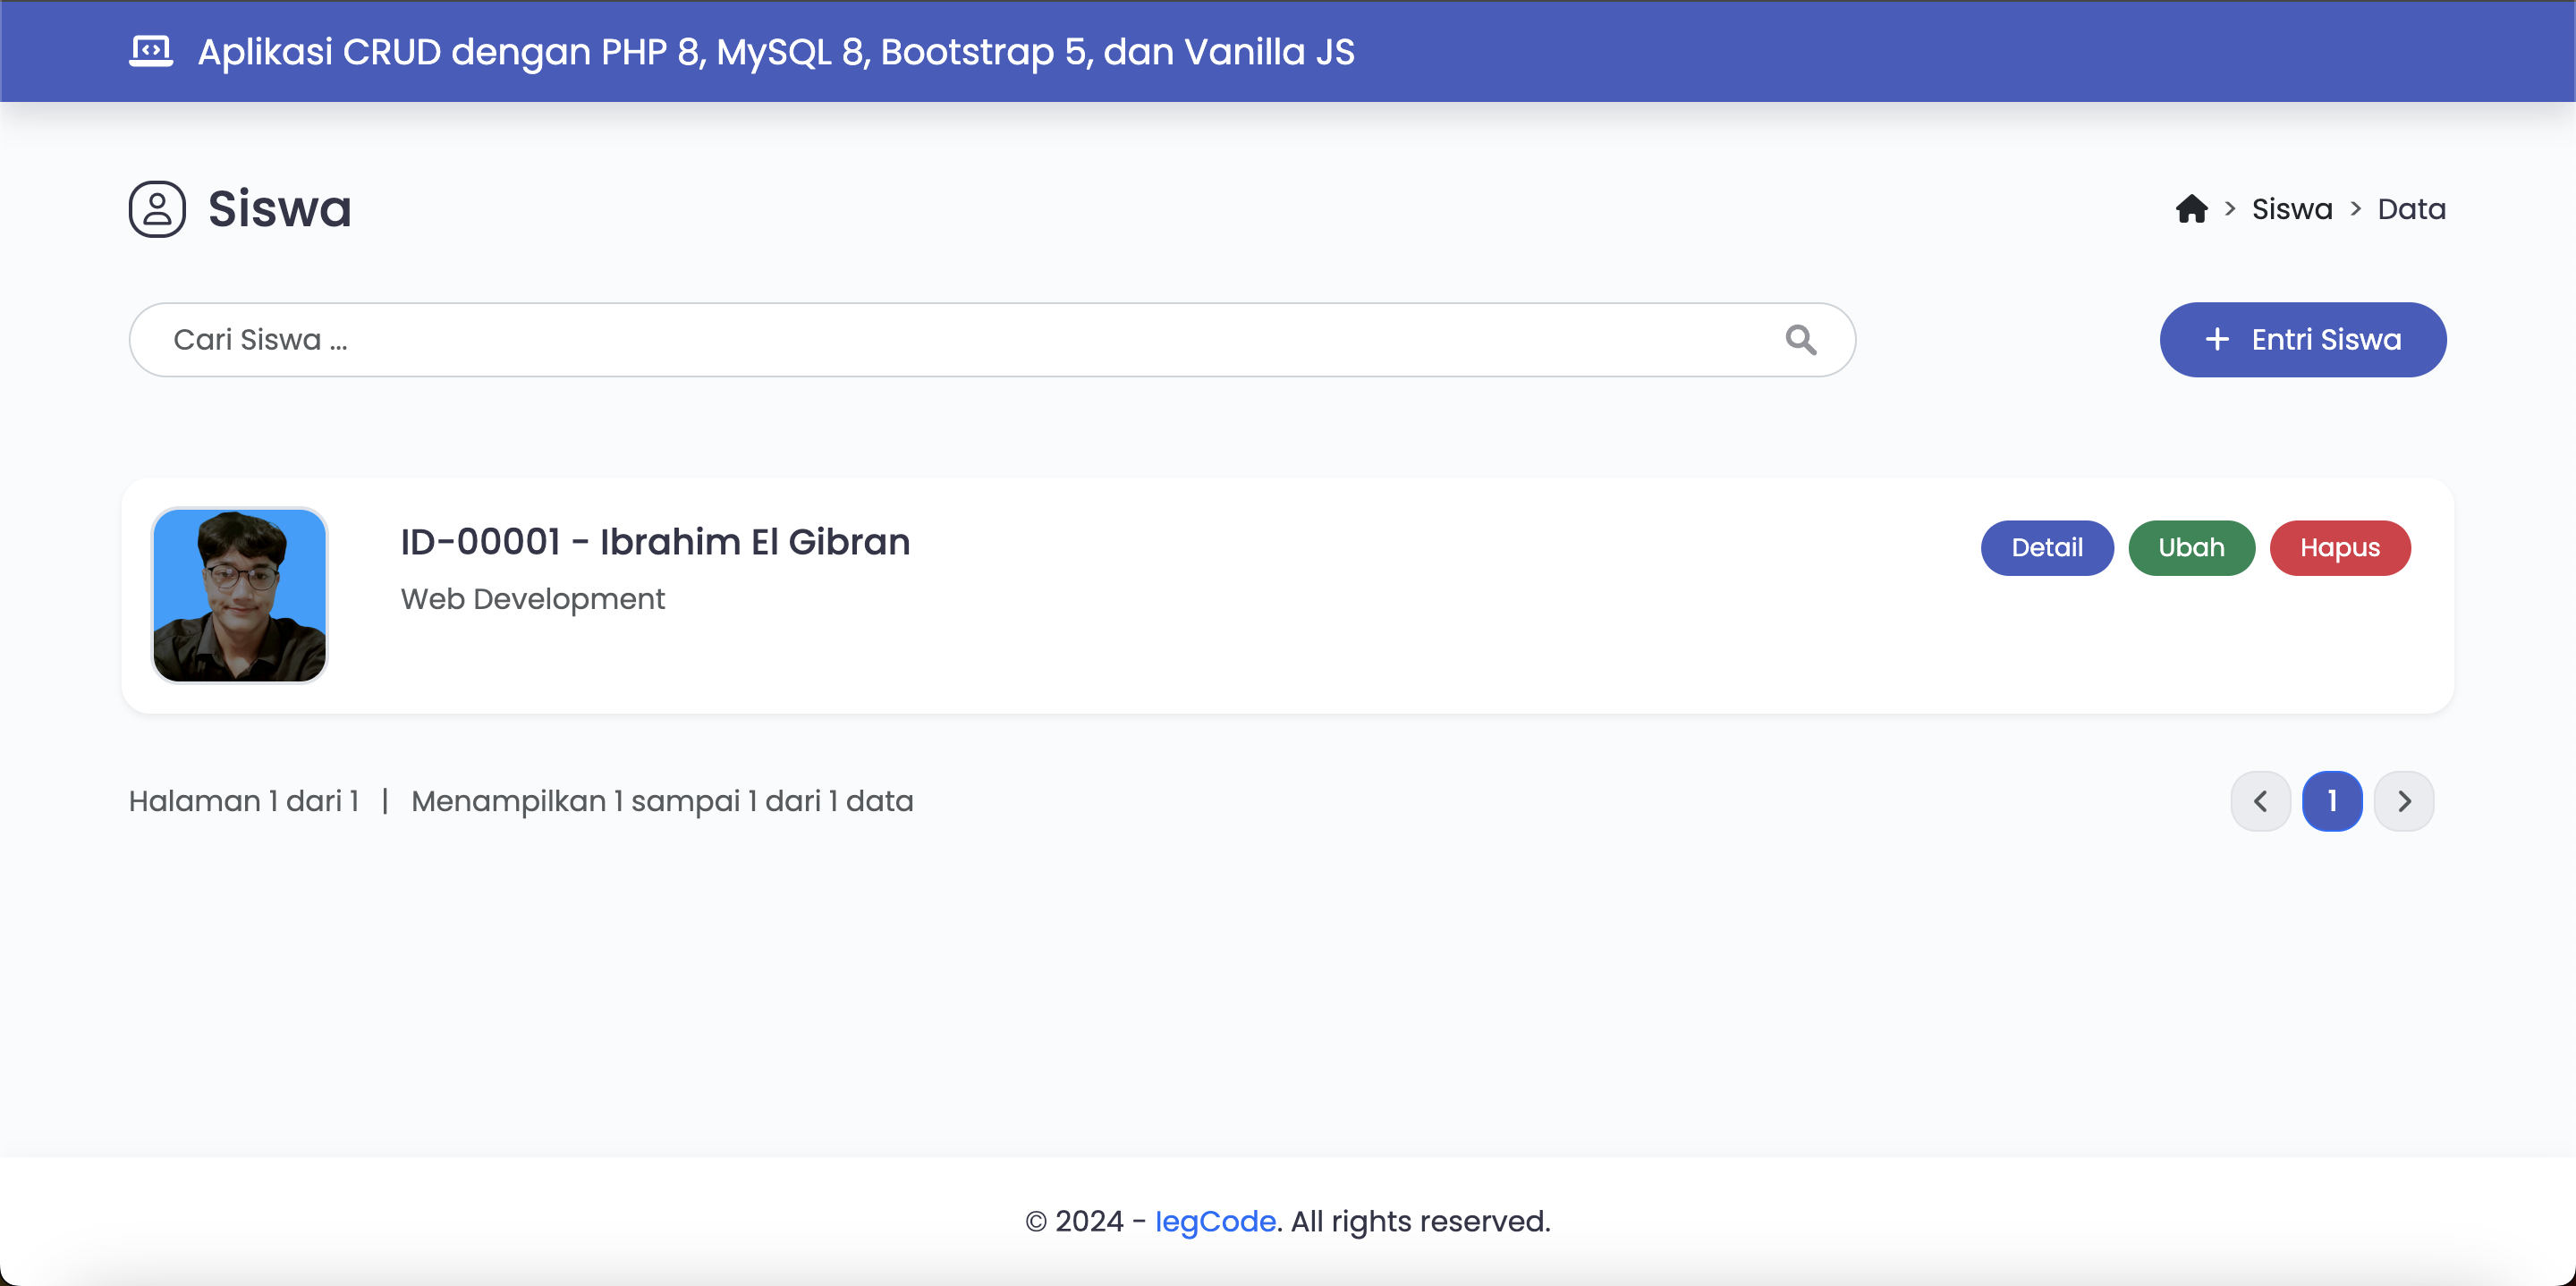 Aplikasi CRUD dengan PHP 8, MySQL 8, Bootstrap 5, dan Vanilla JS
Siswa
> Siswa > Data
Cari Siswa ...
+ Entri Siswa
ID-00001 - Ibrahim El Gibran
Web Development
Detail
Ubah
Hapus
Halaman 1 dari 1 | Menampilkan 1 sampai 1 dari 1 data
1
© 2024 - IegCode. All rights reserved.